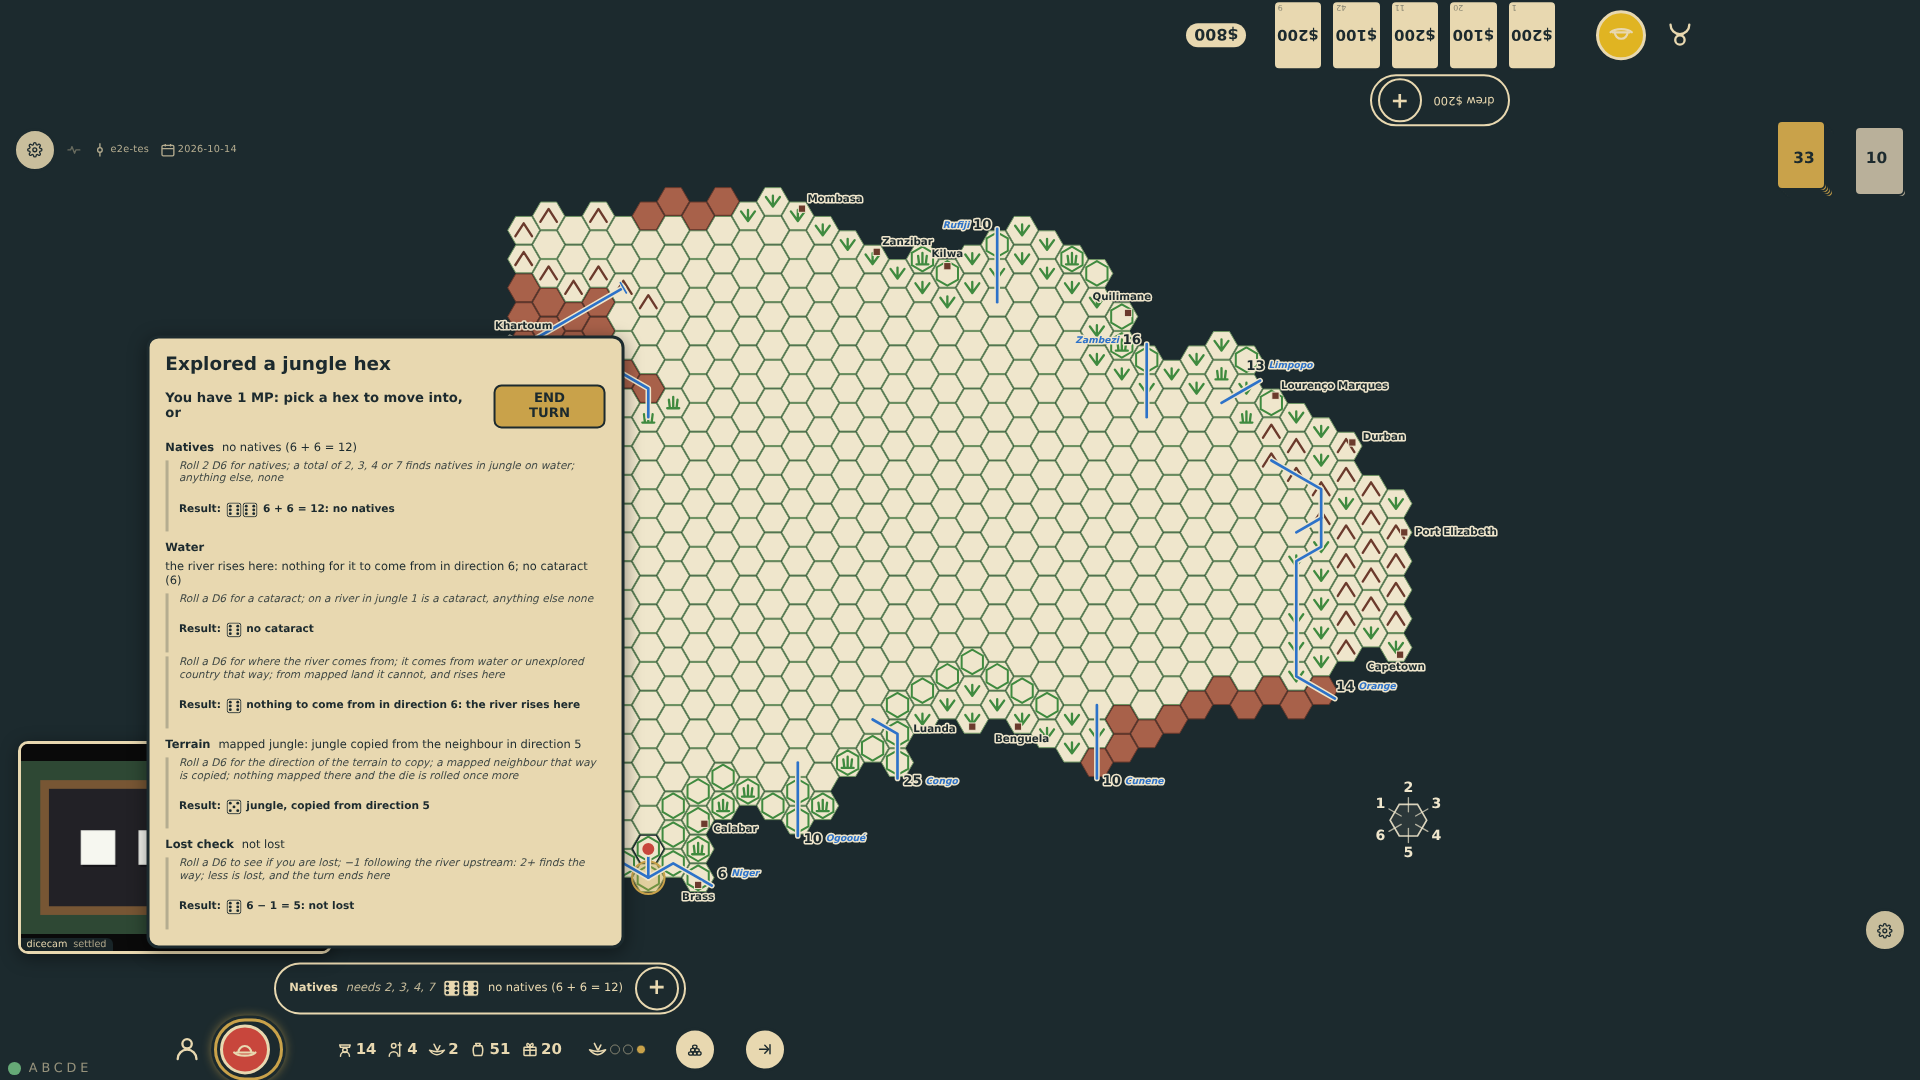 $800
9 $200
42 $100
11 $200
20 $100
1 $200
drew $200
e2e-tes
2026-10-14
33
10
Mombasa
Rufiji 10
Zanzibar
Kilwa
Quilimane
Khartoum
Zambezi 16
13 Limpopo
Lourenço Marques
Durban
Port Elizabeth
Capetown
14 Orange
Luanda
Benguela
25 Congo
10 Cunene
Calabar
10 Ogooué
6 Niger
Brass
Explored a jungle hex
You have 1 MP: pick a hex to move into,
or
END
TURN
Natives no natives (6 + 6 = 12)
Roll 2 D6 for natives; a total of 2, 3, 4 or 7 finds natives in jungle on water;
anything else, none
Result: 6 + 6 = 12: no natives
Water
the river rises here: nothing for it to come from in direction 6; no cataract
(6)
Roll a D6 for a cataract; on a river in jungle 1 is a cataract, anything else none
Result: no cataract
Roll a D6 for where the river comes from; it comes from water or unexplored
country that way; from mapped land it cannot, and rises here
Result: nothing to come from in direction 6: the river rises here
Terrain mapped jungle: jungle copied from the neighbour in direction 5
Roll a D6 for the direction of the terrain to copy; a mapped neighbour that way
is copied; nothing mapped there and the die is rolled once more
Result: jungle, copied from direction 5
Lost check not lost
Roll a D6 to see if you are lost; −1 following the river upstream: 2+ finds the
way; less is lost, and the turn ends here
Result: 6 − 1 = 5: not lost
2
1 3
6 4
5
dicecam settled
Natives needs 2, 3, 4, 7 no natives (6 + 6 = 12)
14 4 2 51 20
ABCDE